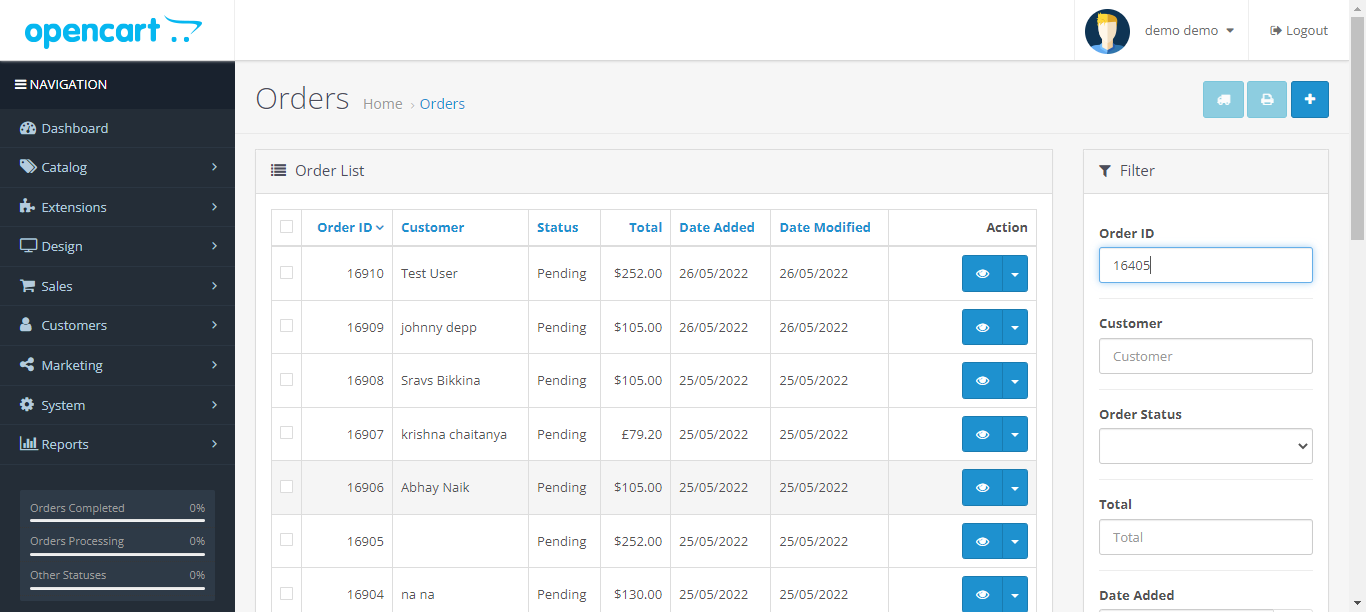 opencart
demo demo
Logout
NAVIGATION
Dashboard
Catalog
Extensions
Design
Sales
Customers
Marketing
System
Reports
Orders Completed 0%
Orders Processing 0%
Other Statuses 0%
Orders Home › Orders
Order List
Order ID Customer Status Total Date Added Date Modified Action
16910 Test User Pending $252.00 26/05/2022 26/05/2022
16909 johnny depp Pending $105.00 26/05/2022 26/05/2022
16908 Sravs Bikkina Pending $105.00 25/05/2022 25/05/2022
16907 krishna chaitanya Pending £79.20 25/05/2022 25/05/2022
16906 Abhay Naik Pending $105.00 25/05/2022 25/05/2022
16905 Pending $252.00 25/05/2022 25/05/2022
16904 na na Pending $130.00 25/05/2022 25/05/2022
Filter
Order ID
16405
Customer
Customer
Order Status
Total
Total
Date Added